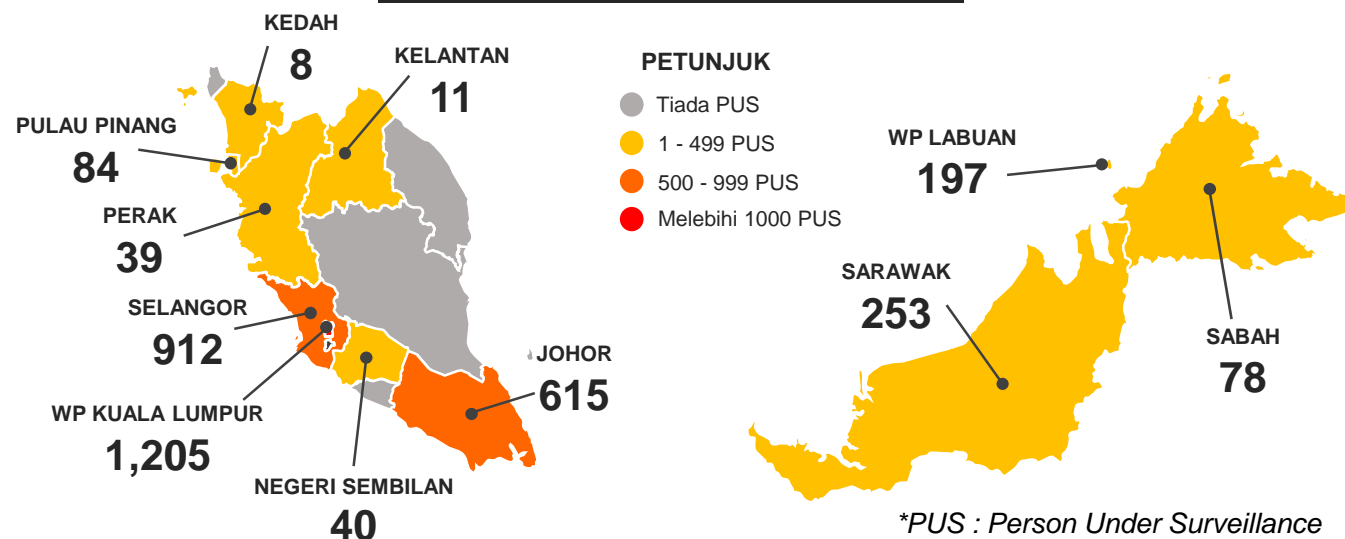 KEDAH
8
KELANTAN
11
PULAU PINANG
84
PERAK
39
SELANGOR
912
WP KUALA LUMPUR
1,205
NEGERI SEMBILAN
40
JOHOR
615
PETUNJUK
Tiada PUS
1 - 499 PUS
500 - 999 PUS
Melebihi 1000 PUS
WP LABUAN
197
SARAWAK
253
SABAH
78
*PUS : Person Under Surveillance